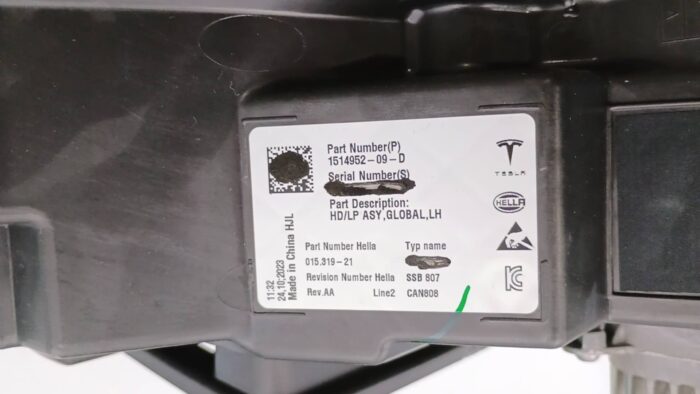 Part Number(P)
1514952-09-D
Serial Number(S)
Part Description:
HD/LP ASY,GLOBAL,LH
Part Number Hella
Typ name
015.319-21
Revision Number Hella
SSB 807
Rev.AA
Line2
CAN808
11:32
24,10;2023
Made in China HJL
TESLA
HELLA